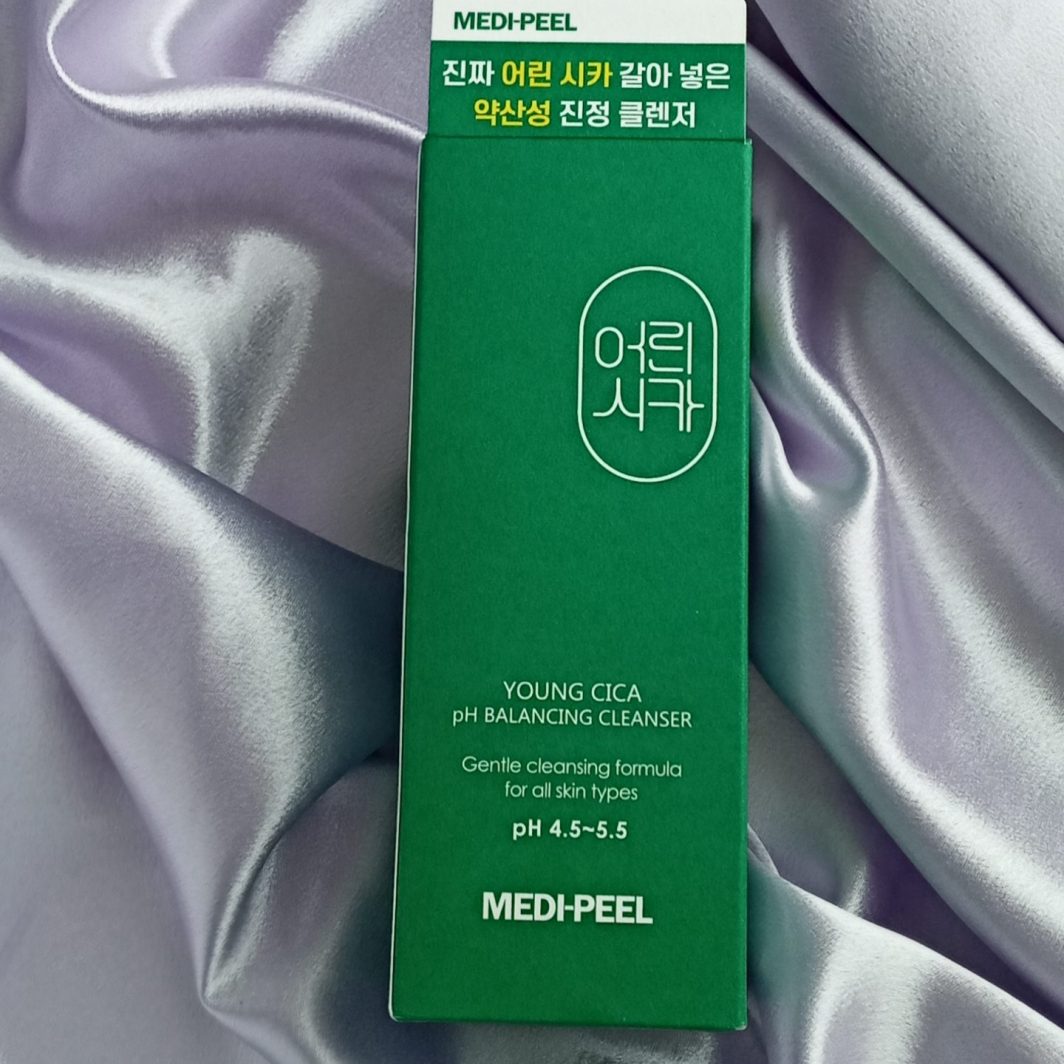 MEDI-PEEL
진짜 어린 시카 갈아 넣은
약산성 진정 클렌저
어린
시카
YOUNG CICA
pH BALANCING CLEANSER
Gentle cleansing formula
for all skin types
pH 4.5~5.5
MEDI-PEEL